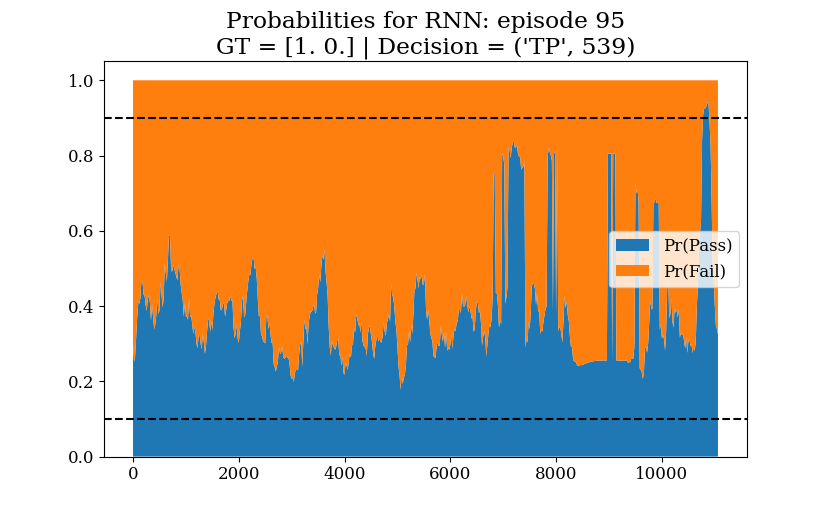 Probabilities for RNN: episode 95
GT = [1. 0.] | Decision = ('TP', 539)
1.0
0.8
0.6
0.4
0.2
0.0
Pr(Pass)
Pr(Fail)
0 2000 4000 6000 8000 10000